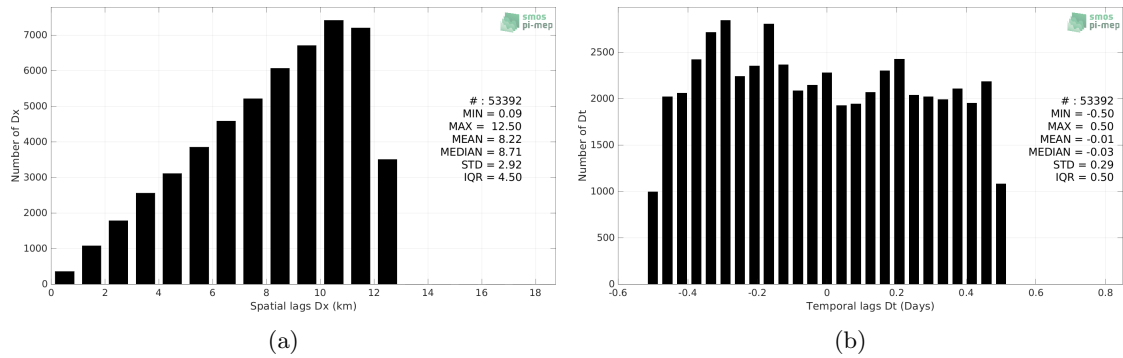 smos
pi-mep
7000
6000
5000
4000
3000
2000
1000
0
Number of Dx
# : 53392
MIN = 0.09
MAX = 12.50
MEAN = 8.22
MEDIAN = 8.71
STD = 2.92
IQR = 4.50
0 2 4 6 8 10 12 14 16 18
Spatial lags Dx (km)
(a)
smos
pi-mep
2500
2000
1500
1000
500
0
Number of Dt
# : 53392
MIN = -0.50
MAX = 0.50
MEAN = -0.01
MEDIAN = -0.03
STD = 0.29
IQR = 0.50
-0.6 -0.4 -0.2 0 0.2 0.4 0.6 0.8
Temporal lags Dt (Days)
(b)